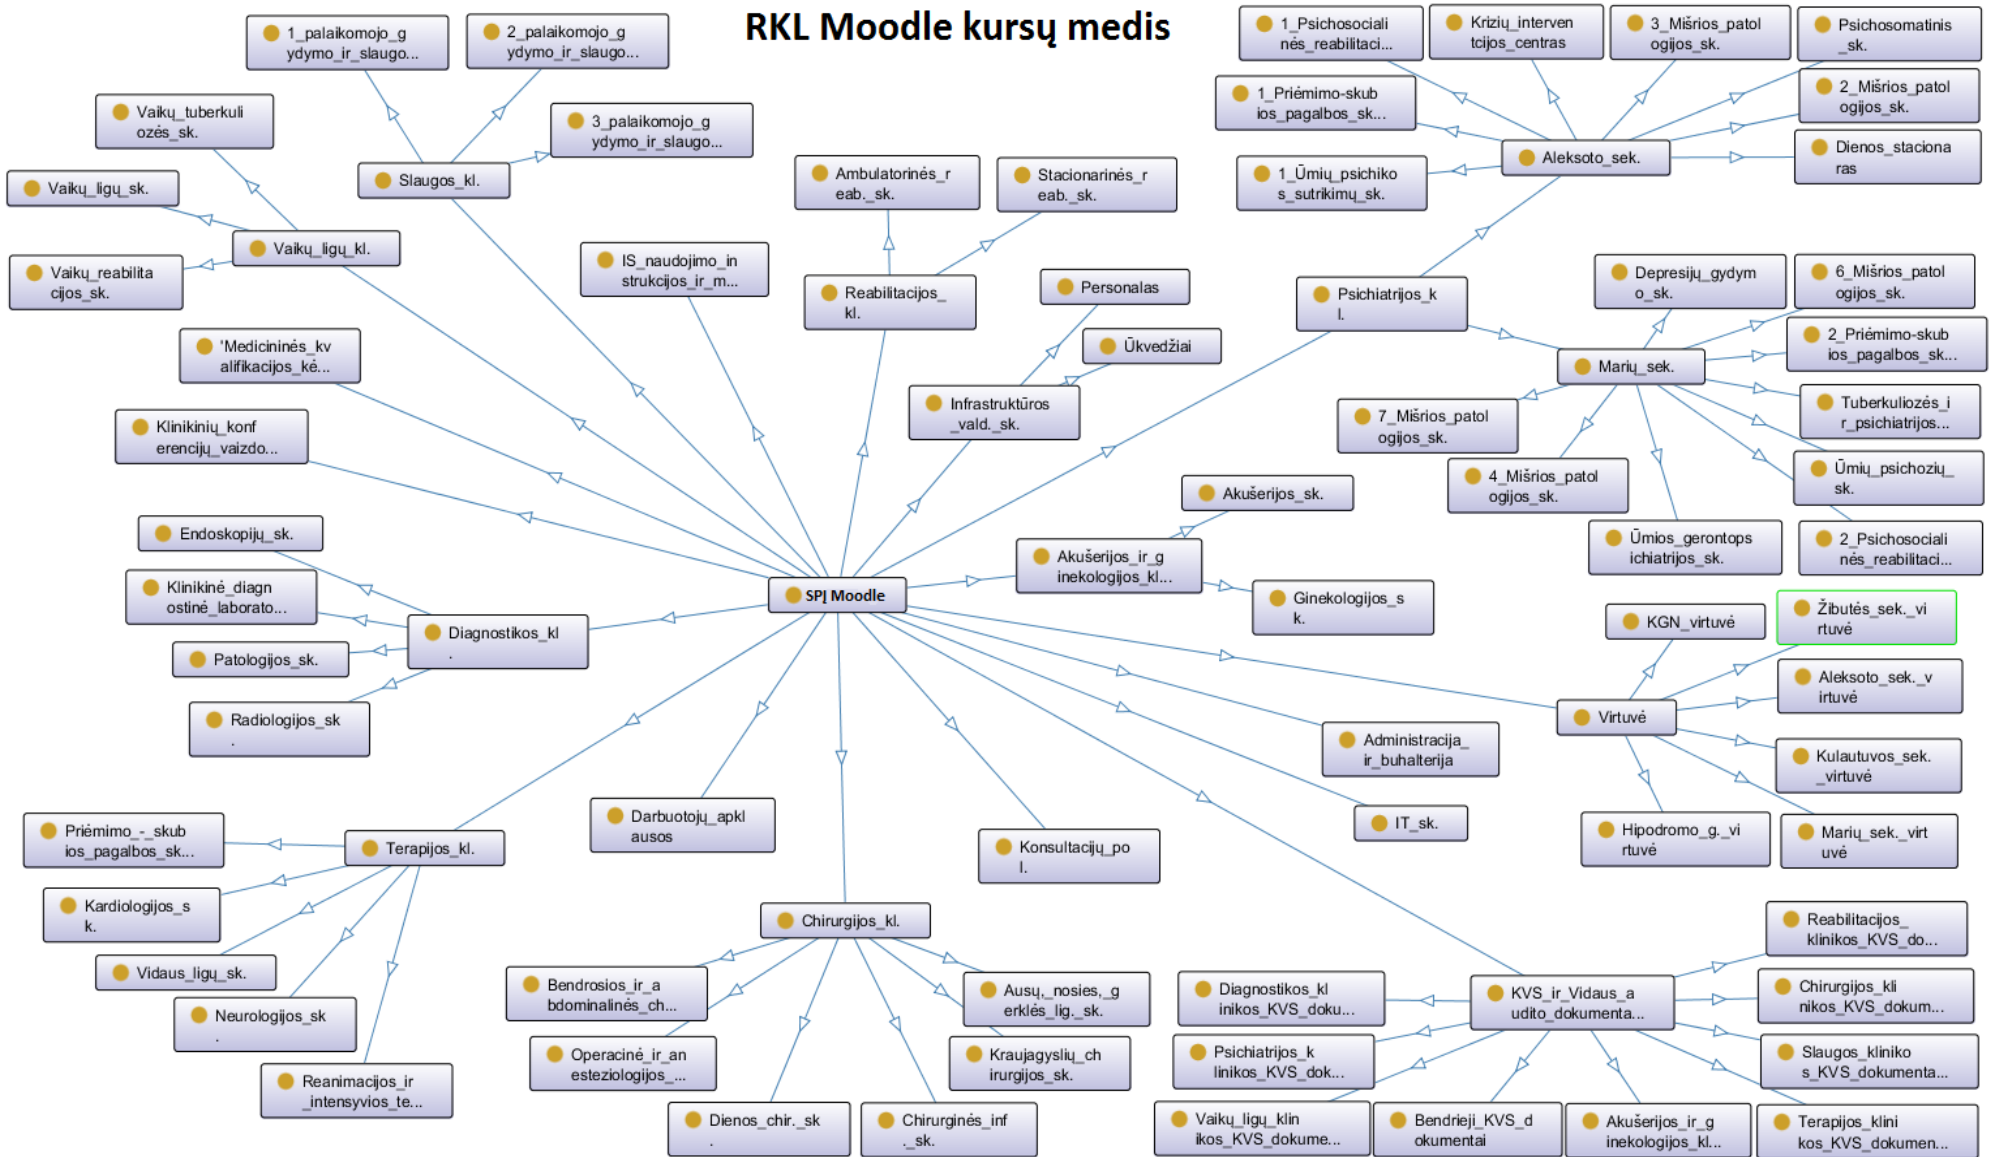 RKL Moodle kursų medis
1_palaikomojo_g
ydymo_ir_slaugo...
2_palaikomojo_g
ydymo_ir_slaugo...
3_palaikomojo_g
ydymo_ir_slaugo...
Slaugos_kl.
Vaikų_tuberkuli
ozės_sk.
Vaikų_ligų_sk.
Vaikų_reabilita
cijos_sk.
Vaikų_ligų_kl.
'Medicininės_kv
alifikacijos_kė...
Klinikinių_konf
erencijų_vaizdo...
IS_naudojimo_in
strukcijos_ir_m...
Ambulatorinės_r
eab._sk.
Stacionarinės_r
eab._sk.
Reabilitacijos_
kl.
Personalas
Ūkvedžiai
Infrastruktūros
_vald._sk.
1_Psichosociali
nės_reabilitaci...
Krizių_interven
tcijos_centras
3_Mišrios_patol
ogijos_sk.
Psichosomatinis
_sk.
1_Priėmimo-skub
ios_pagalbos_sk...
2_Mišrios_patol
ogijos_sk.
1_Ūmių_psichiko
s_sutrikimų_sk.
Aleksoto_sek.
Dienos_staciona
ras
Psichiatrijos_k
l.
Depresijų_gydym
o_sk.
6_Mišrios_patol
ogijos_sk.
2_Priėmimo-skub
ios_pagalbos_sk...
Marių_sek.
Tuberkuliozės_i
r_psichiatrijos...
7_Mišrios_patol
ogijos_sk.
4_Mišrios_patol
ogijos_sk.
Ūmių_psichozių_
sk.
Ūmios_gerontops
ichiatrijos_sk.
2_Psichosociali
nės_reabilitaci...
Akušerijos_sk.
Akušerijos_ir_g
inekologijos_kl...
Ginekologijos_s
k.
SPĮ Moodle
Endoskopijų_sk.
Klinikinė_diagn
ostinė_laborato...
Patologijos_sk.
Radiologijos_sk
.
Diagnostikos_kl
.
KGN_virtuvė
Žibutės_sek._vi
rtuvė
Aleksoto_sek._v
irtuvė
Virtuvė
Kulautuvos_sek.
_virtuvė
Hipodromo_g._vi
rtuvė
Marių_sek._virt
uvė
Administracija_
ir_buhalterija
IT_sk.
Darbuotojų_apkl
ausos
Konsultacijų_po
l.
Priėmimo_-_skub
ios_pagalbos_sk...
Terapijos_kl.
Kardiologijos_s
k.
Vidaus_ligų_sk.
Neurologijos_sk
.
Reanimacijos_ir
_intensyvios_te...
Chirurgijos_kl.
Bendrosios_ir_a
bdominalinės_ch...
Operacinė_ir_an
esteziologijos_...
Dienos_chir._sk
.
Chirurginės_inf
._sk.
Ausų,_nosies,_g
erklės_lig._sk.
Kraujagyslių_ch
irurgijos_sk.
Reabilitacijos_
klinikos_KVS_do...
Diagnostikos_kl
inikos_KVS_doku...
KVS_ir_Vidaus_a
udito_dokumenta...
Chirurgijos_kli
nikos_KVS_dokum...
Psichiatrijos_k
linikos_KVS_dok...
Slaugos_kliniko
s_KVS_dokumenta...
Vaikų_ligų_klin
ikos_KVS_dokume...
Bendrieji_KVS_d
okumentai
Akušerijos_ir_g
inekologijos_kl...
Terapijos_klini
kos_KVS_dokumen...